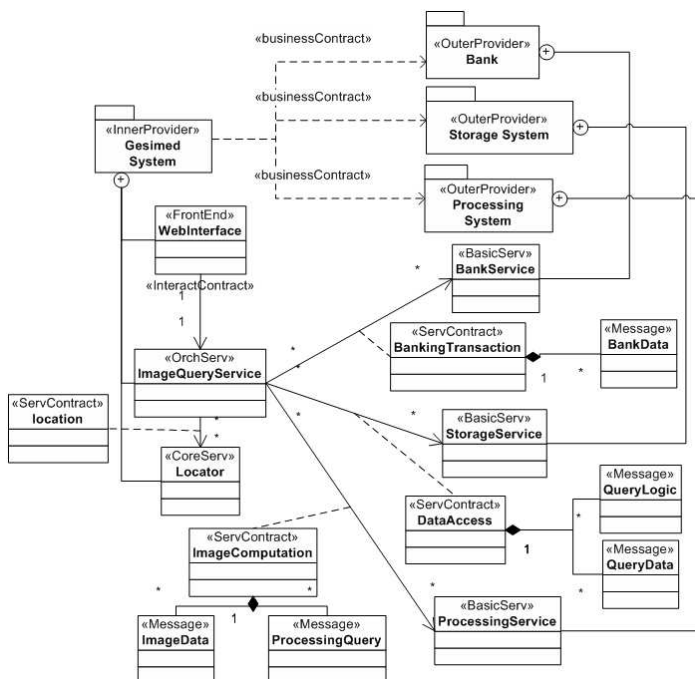 «businessContract»
«OuterProvider»
Bank
+
«businessContract»
«InnerProvider»
Gesimed
System
«OuterProvider»
Storage System
+
+
«businessContract»
«OuterProvider»
Processing
System
+
«FrontEnd»
WebInterface
«BasicServ»
BankService
*
«InteractContract»
1
1
«ServContract»
BankingTransaction
«Message»
BankData
1
*
«OrchServ»
ImageQueryService
*
*
*
«ServContract»
location
*
*
«CoreServ»
Locator
«BasicServ»
StorageService
*
«ServContract»
DataAccess
1
«Message»
QueryLogic
*
«Message»
QueryData
*
«ServContract»
ImageComputation
*
*
1
«Message»
ImageData
«Message»
ProcessingQuery
*
«BasicServ»
ProcessingService